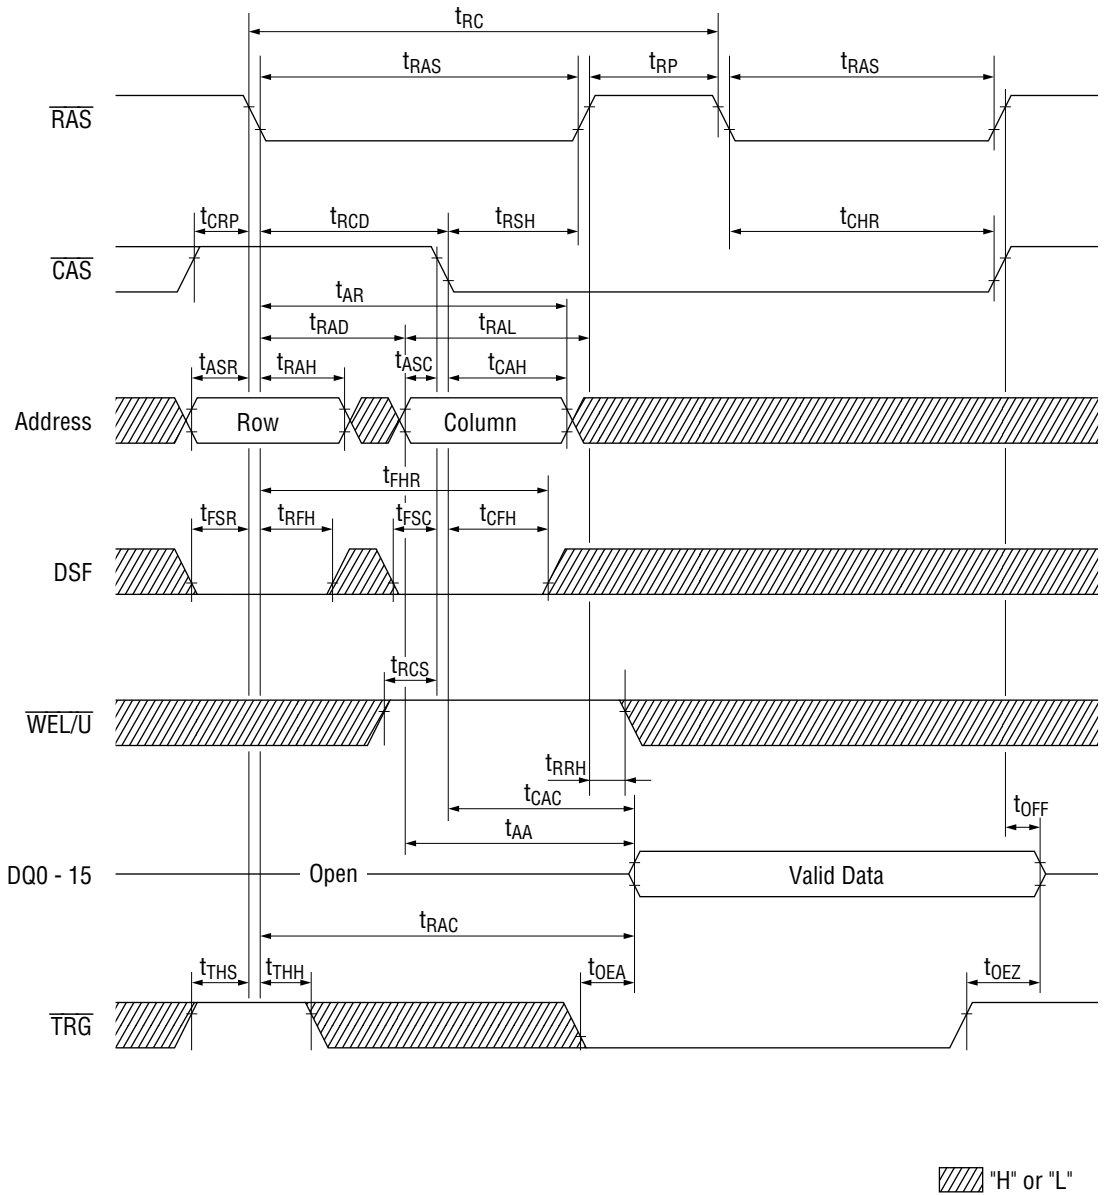 tRC
tRAS tRP tRAS
RAS
tCRP tRCD tRSH tCHR
CAS
tAR
tRAD tRAL
tASR tRAH tASC tCAH
Address Row Column
tFHR
tFSR tRFH tFSC tCFH
DSF
tRCS
WEL/U
tRRH
tCAC tOFF
tAA
DQ0 - 15 Open Valid Data
tRAC
tTHS tTHH tOEA tOEZ
TRG
"H" or "L"